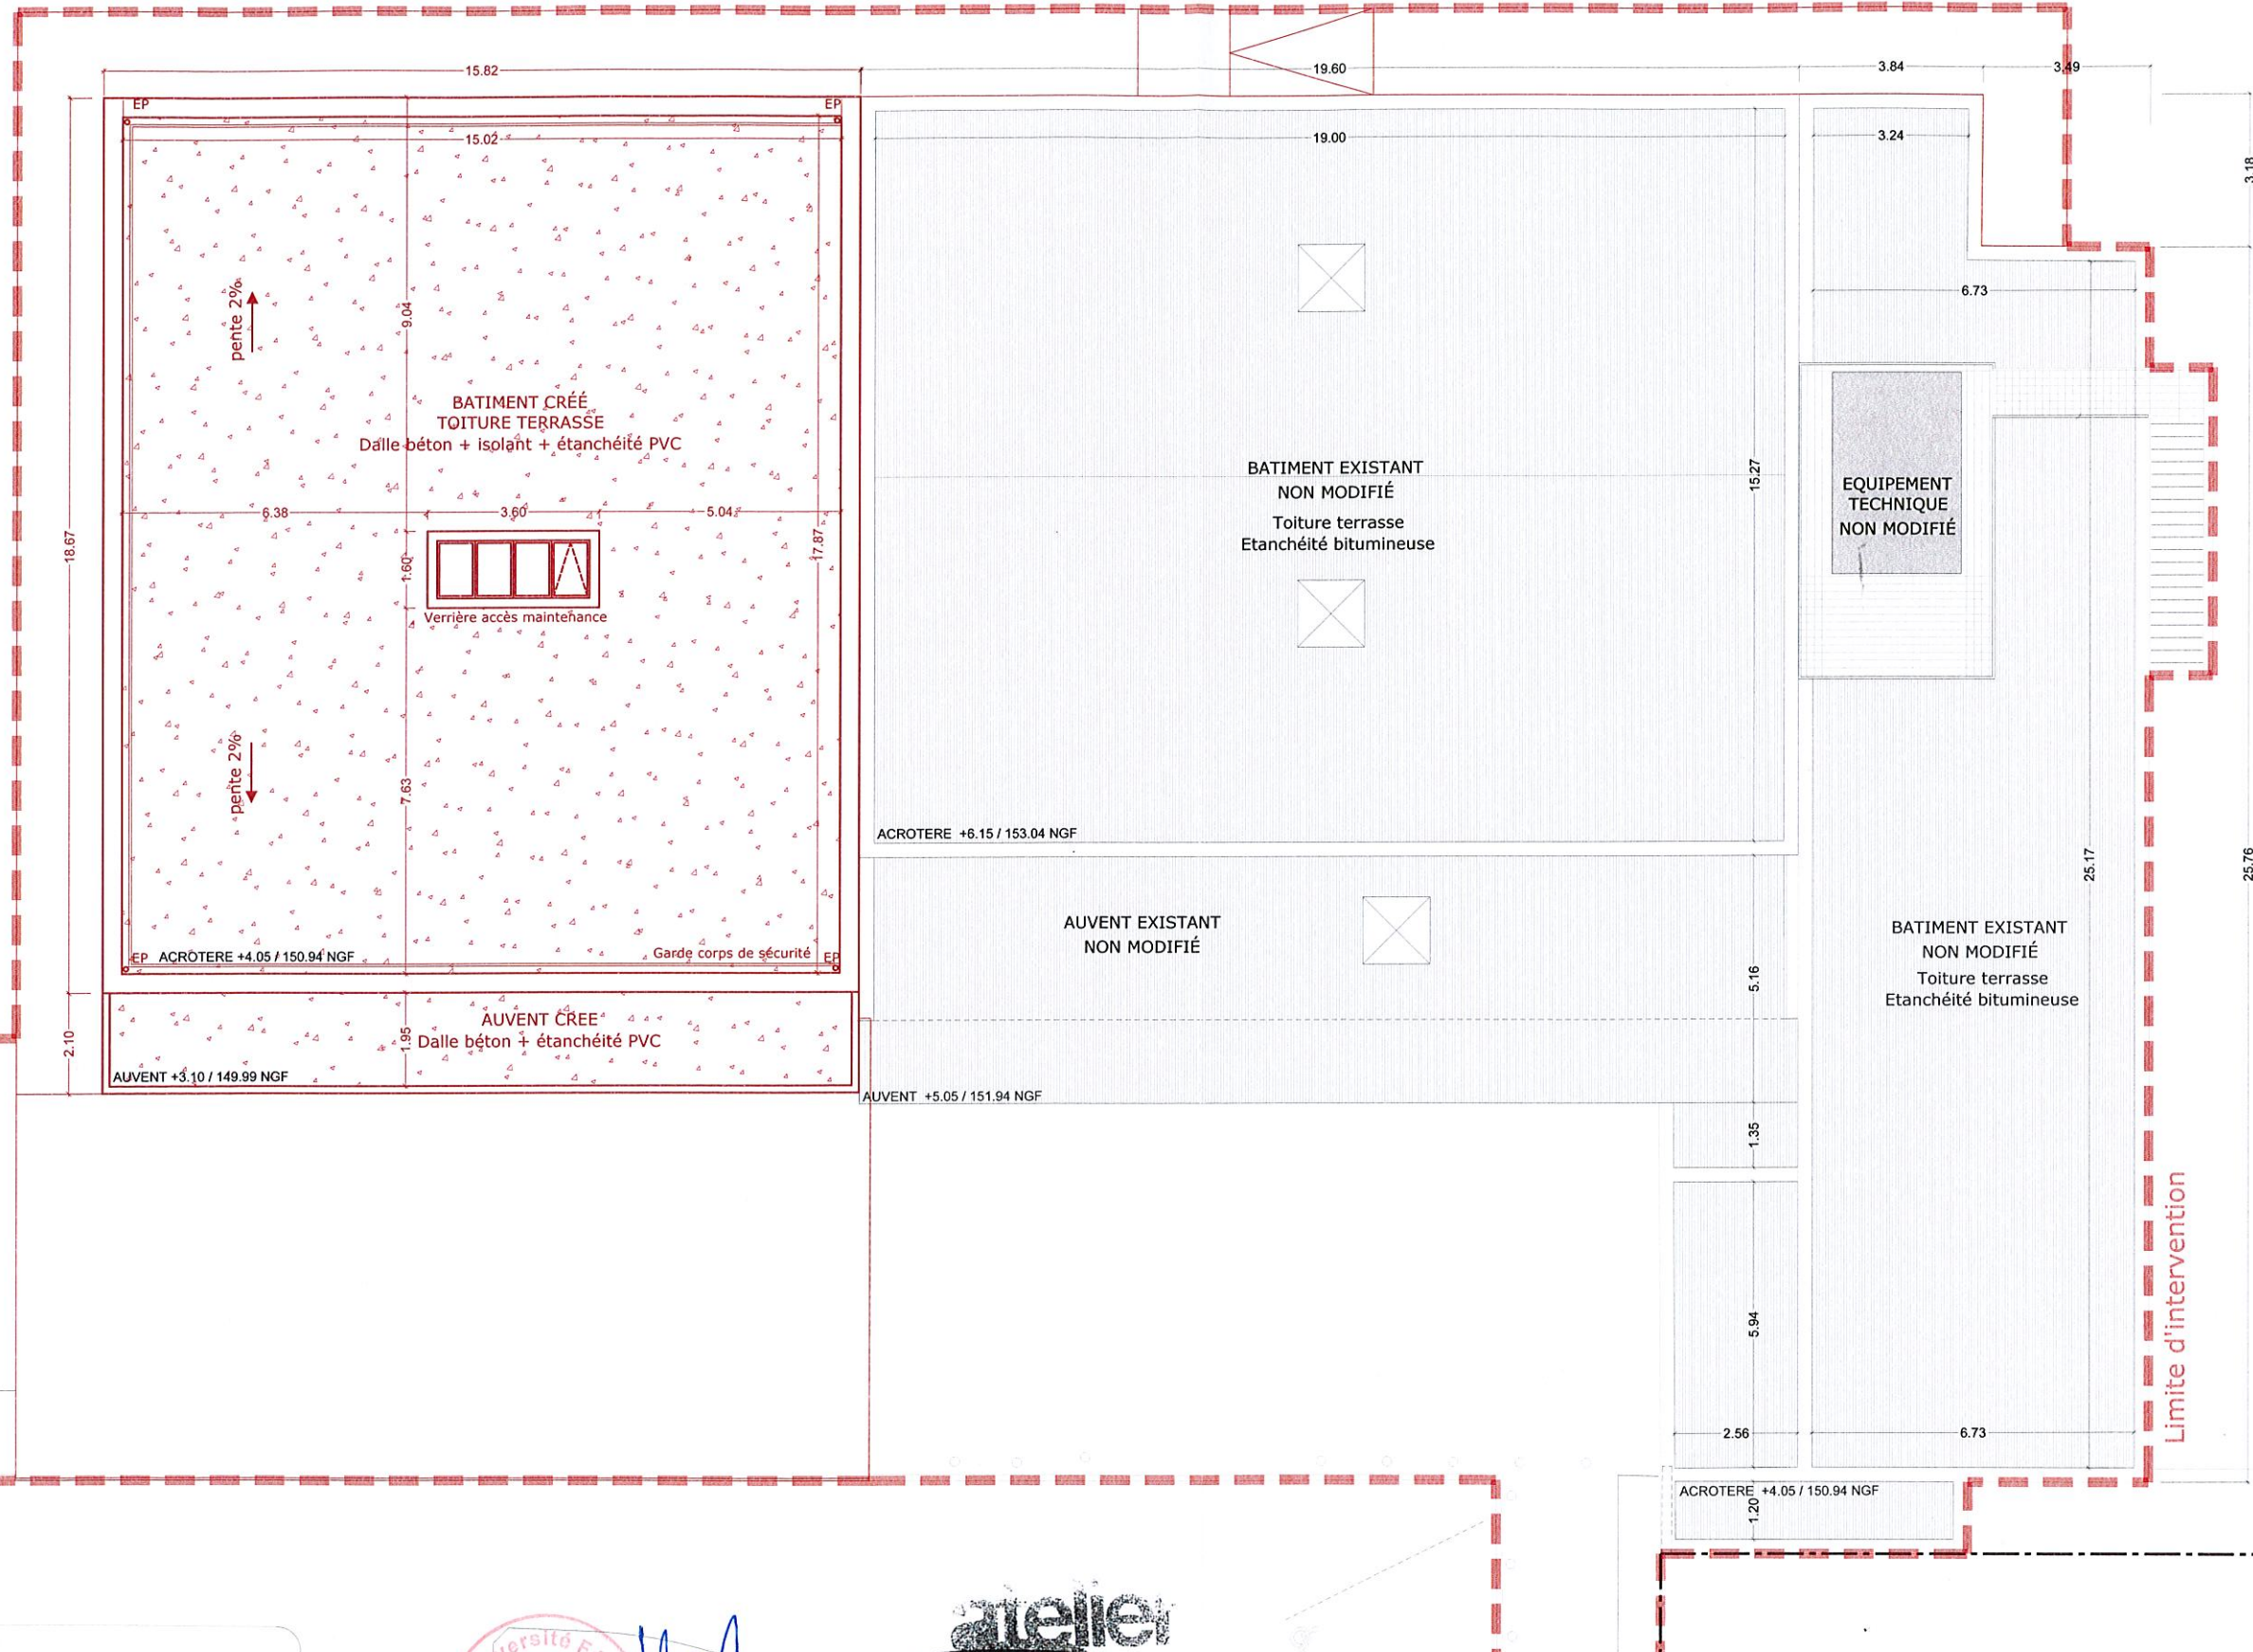 15.82
19.60
3.84
3.49
EP
EP
15.02
19.00
3.24
3.18
pente 2%
9.04
6.73
BATIMENT CRÉÉ
TOITURE TERRASSE
Dalle béton + isolant + étanchéité PVC
BATIMENT EXISTANT
NON MODIFIÉ
Toiture terrasse
Etanchéité bitumineuse
15.27
EQUIPEMENT
TECHNIQUE
NON MODIFIÉ
6.38
3.60
5.04
18.67
1.60
17.87
Verrière accès maintenance
pente 2%
7.63
ACROTERE +6.15 / 153.04 NGF
25.17
25.76
AUVENT EXISTANT
NON MODIFIÉ
BATIMENT EXISTANT
NON MODIFIÉ
Toiture terrasse
Etanchéité bitumineuse
EP
ACROTERE +4.05 / 150.94 NGF
Garde corps de sécurité
EP
5.16
2.10
1.95
AUVENT CREE
Dalle béton + étanchéité PVC
AUVENT +3.10 / 149.99 NGF
AUVENT +5.05 / 151.94 NGF
1.35
Limite d'intervention
5.94
2.56
6.73
ACROTERE +4.05 / 150.94 NGF
1.20
atelier